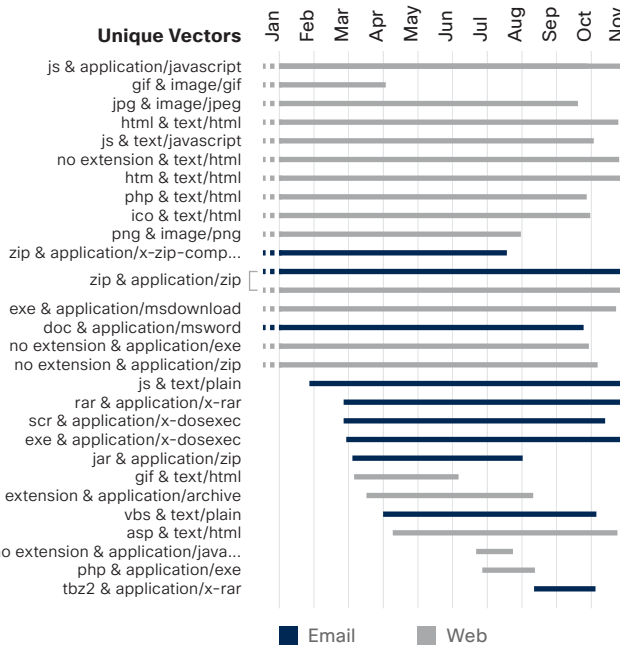 Unique Vectors
Jan Feb Mar Apr May Jun Jul Aug Sep Oct Nov
js & application/javascript
gif & image/gif
jpg & image/jpeg
html & text/html
js & text/javascript
no extension & text/html
htm & text/html
php & text/html
ico & text/html
png & image/png
zip & application/x-zip-comp...
zip & application/zip
exe & application/msdownload
doc & application/msword
no extension & application/exe
no extension & application/zip
js & text/plain
rar & application/x-rar
scr & application/x-dosexec
exe & application/x-dosexec
jar & application/zip
gif & text/html
extension & application/archive
vbs & text/plain
asp & text/html
no extension & application/java...
php & application/exe
tbz2 & application/x-rar
Email Web